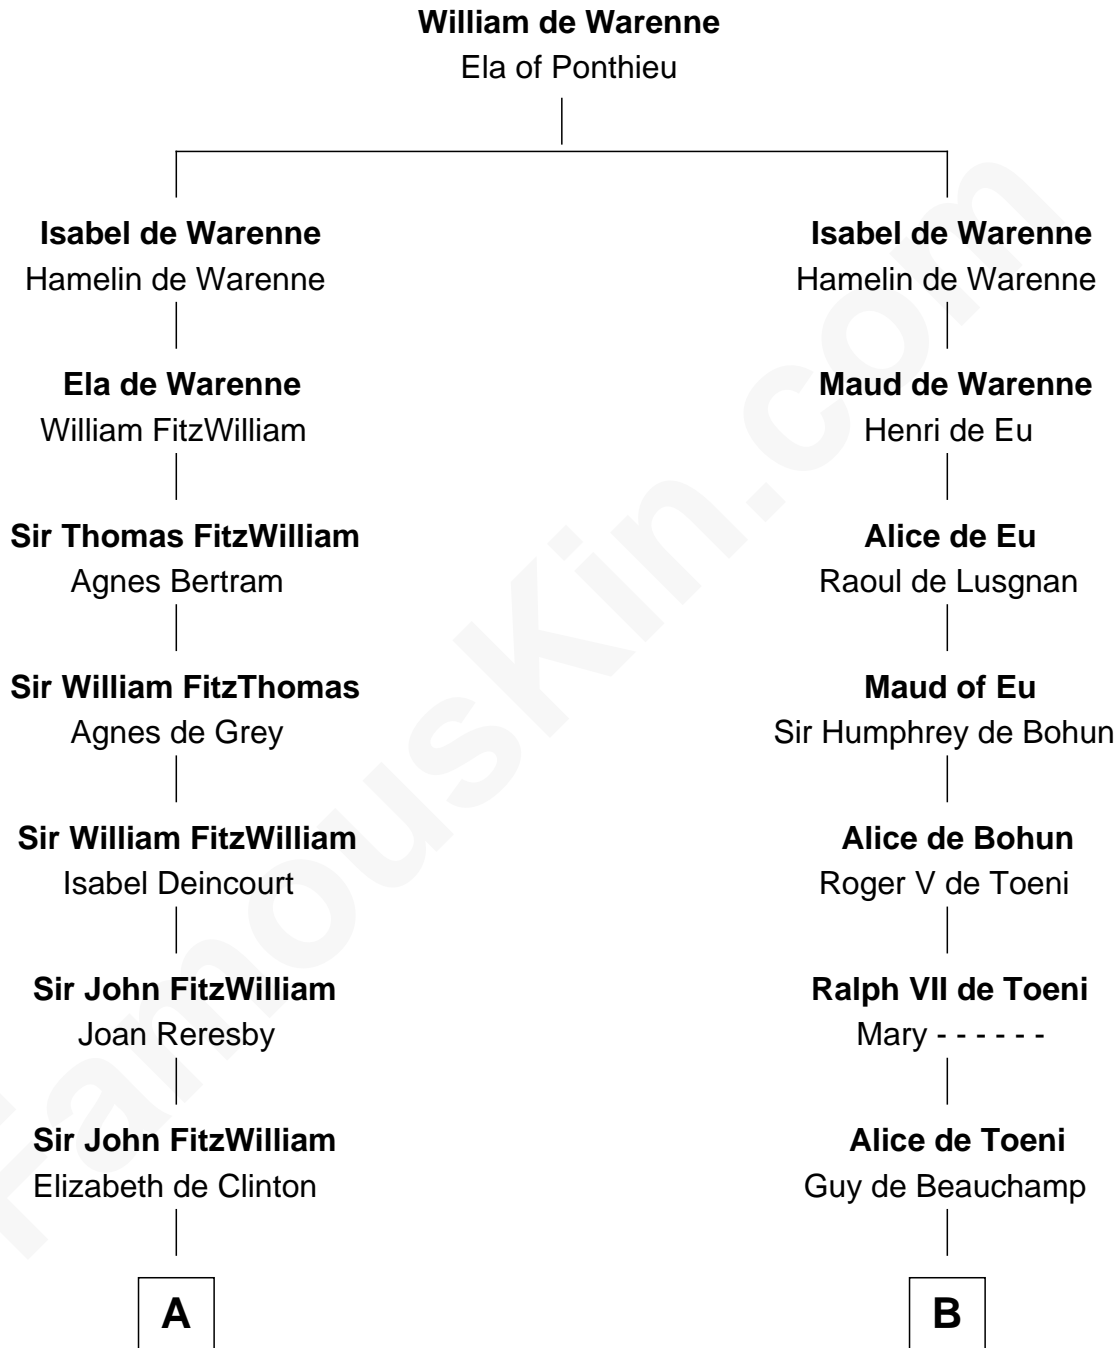 William de Warenne
Ela of Ponthieu
Isabel de Warenne
Hamelin de Warenne
Ela de Warenne
William FitzWilliam
Sir Thomas FitzWilliam
Agnes Bertram
Sir William FitzThomas
Agnes de Grey
Sir William FitzWilliam
Isabel Deincourt
Sir John FitzWilliam
Joan Reresby
Sir John FitzWilliam
Elizabeth de Clinton
A
Isabel de Warenne
Hamelin de Warenne
Maud de Warenne
Henri de Eu
Alice de Eu
Raoul de Lusgnan
Maud of Eu
Sir Humphrey de Bohun
Alice de Bohun
Roger V de Toeni
Ralph VII de Toeni
Mary - - - - - -
Alice de Toeni
Guy de Beauchamp
B
FamousKin.com